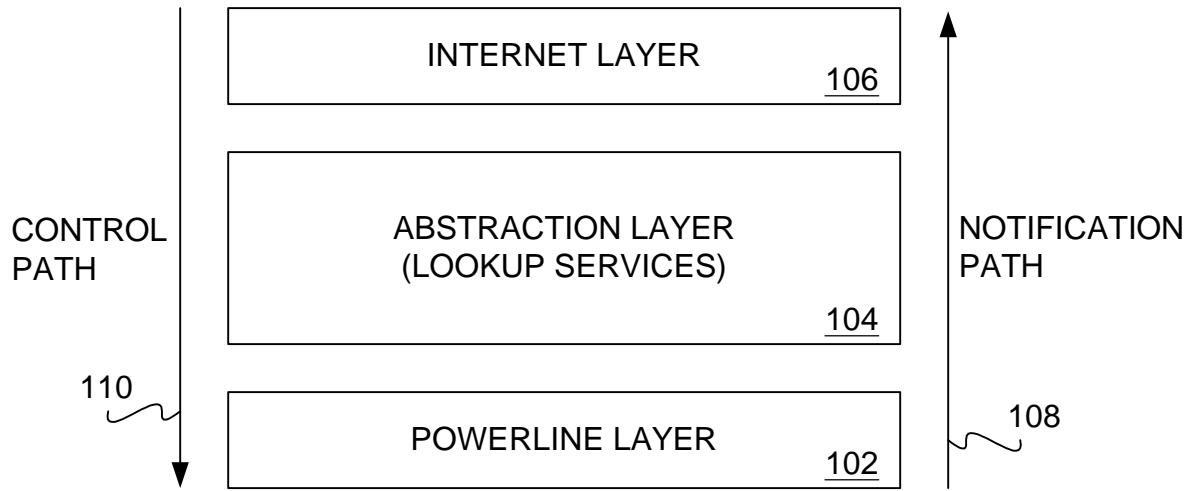 INTERNET LAYER
106
CONTROL
PATH
ABSTRACTION LAYER
(LOOKUP SERVICES)
104
NOTIFICATION
PATH
110
POWERLINE LAYER
102
108